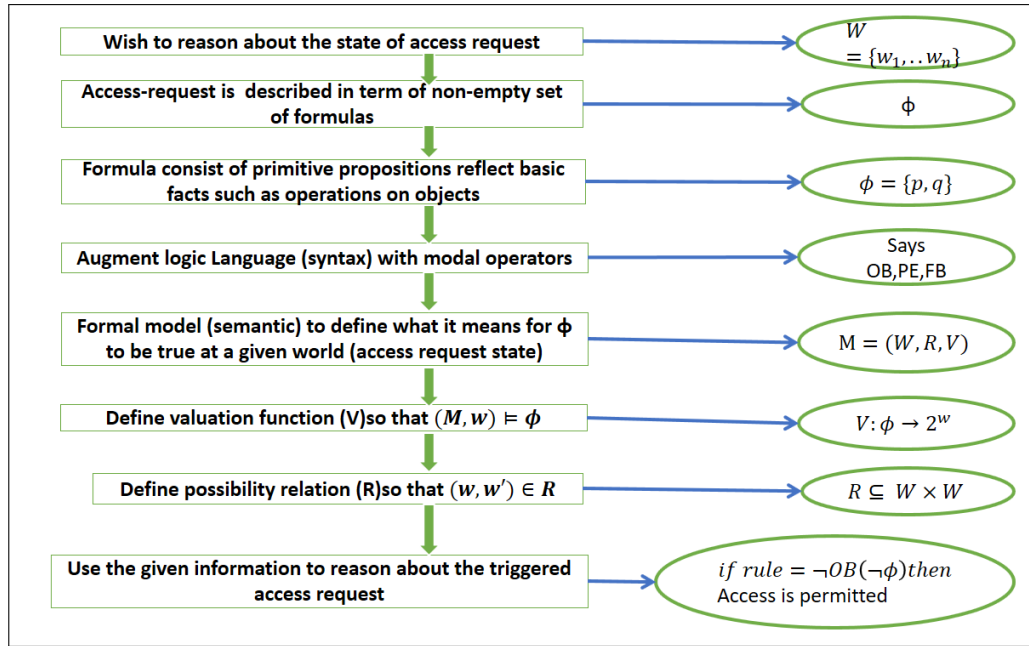 Wish to reason about the state of access request
W
= {w₁,..wₙ}
Access-request is described in term of non-empty set
of formulas
ϕ
Formula consist of primitive propositions reflect basic
facts such as operations on objects
ϕ = {p, q}
Augment logic Language (syntax) with modal operators
Says
OB,PE,FB
Formal model (semantic) to define what it means for ϕ
to be true at a given world (access request state)
M = (W, R, V)
Define valuation function (V)so that (M, w) ⊨ ϕ
V: ϕ → 2ʷ
Define possibility relation (R)so that (w, w′) ∈ R
R ⊆ W × W
Use the given information to reason about the triggered
access request
if rule = ¬OB(¬ϕ)then
Access is permitted